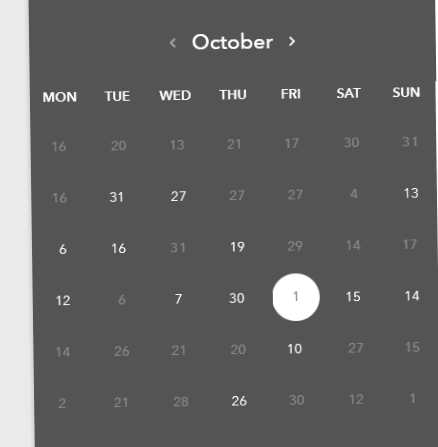 ‹ October ›
MON TUE WED THU FRI SAT SUN
16 20 13 21 17 30 31
16 31 27 27 27 4 13
6 16 31 19 29 14 17
12 6 7 30 1 15 14
14 26 21 20 10 27 15
2 21 28 26 30 12 1